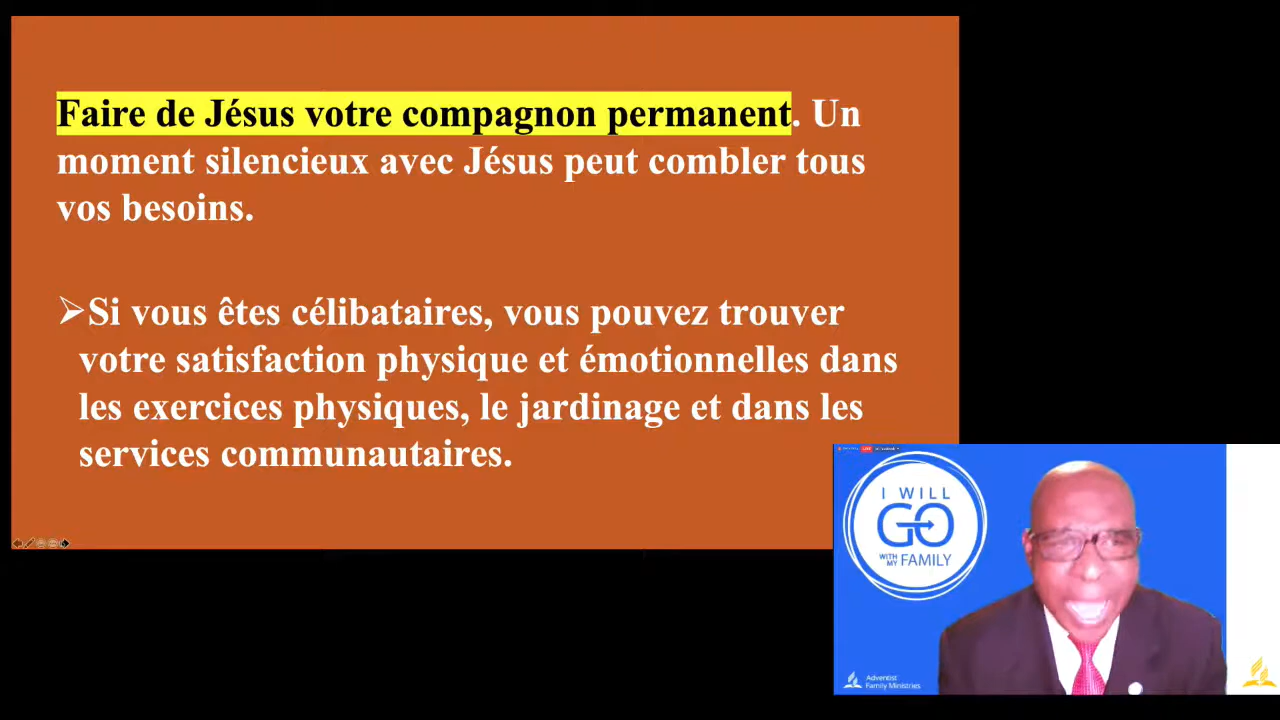 Faire de Jésus votre compagnon permanent. Un
moment silencieux avec Jésus peut combler tous
vos besoins.
➢Si vous êtes célibataires, vous pouvez trouver
votre satisfaction physique et émotionnelles dans
les exercices physiques, le jardinage et dans les
services communautaires.
I WILL
GO
WITH MY FAMILY
Adventist
Family Ministries